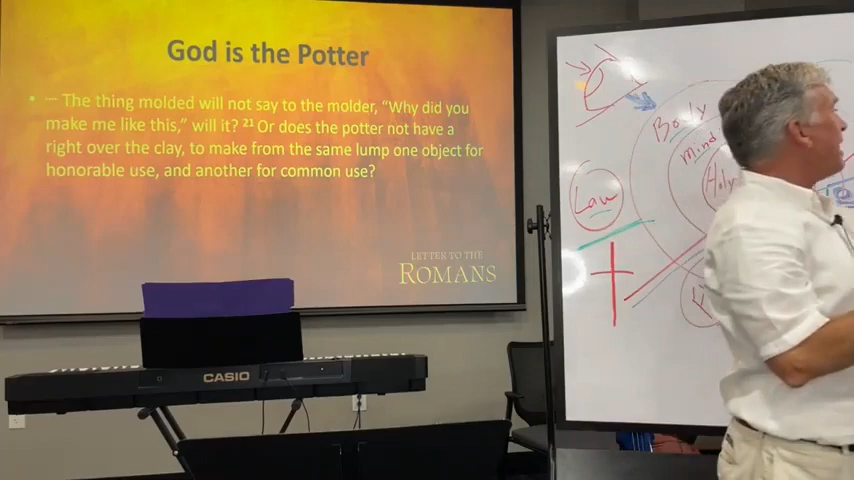 God is the Potter
• ... The thing molded will not say to the molder, “Why did you
make me like this,” will it? 21 Or does the potter not have a
right over the clay, to make from the same lump one object for
honorable use, and another for common use?
LETTER TO THE
ROMANS
CASIO
Body
Mind
Holy
Law